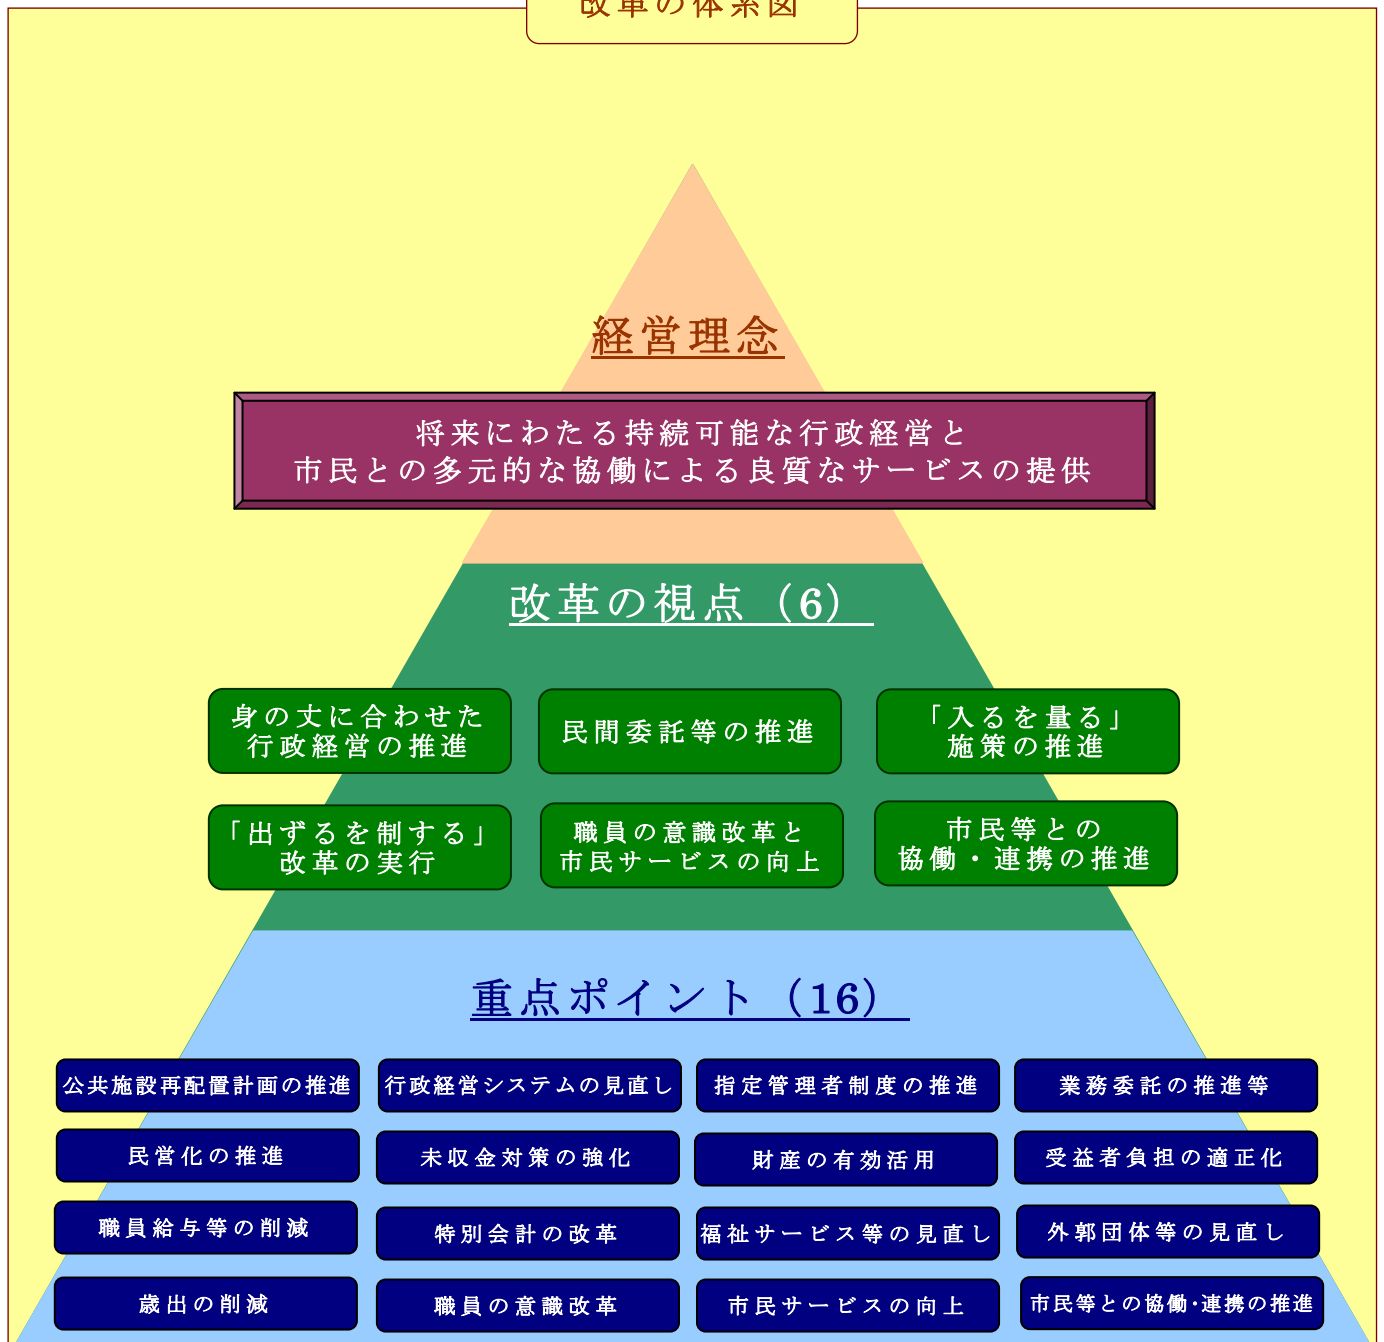 改革の体系図
経営理念
将来にわたる持続可能な行政経営と
市民との多元的な協働による良質なサービスの提供
改革の視点（6）
身の丈に合わせた
行政経営の推進
民間委託等の推進
「入るを量る」
施策の推進
「出ずるを制する」
改革の実行
職員の意識改革と
市民サービスの向上
市民等との
協働・連携の推進
重点ポイント（16）
公共施設再配置計画の推進
行政経営システムの見直し
指定管理者制度の推進
業務委託の推進等
民営化の推進
未収金対策の強化
財産の有効活用
受益者負担の適正化
職員給与等の削減
特別会計の改革
福祉サービス等の見直し
外郭団体等の見直し
歳出の削減
職員の意識改革
市民サービスの向上
市民等との協働・連携の推進